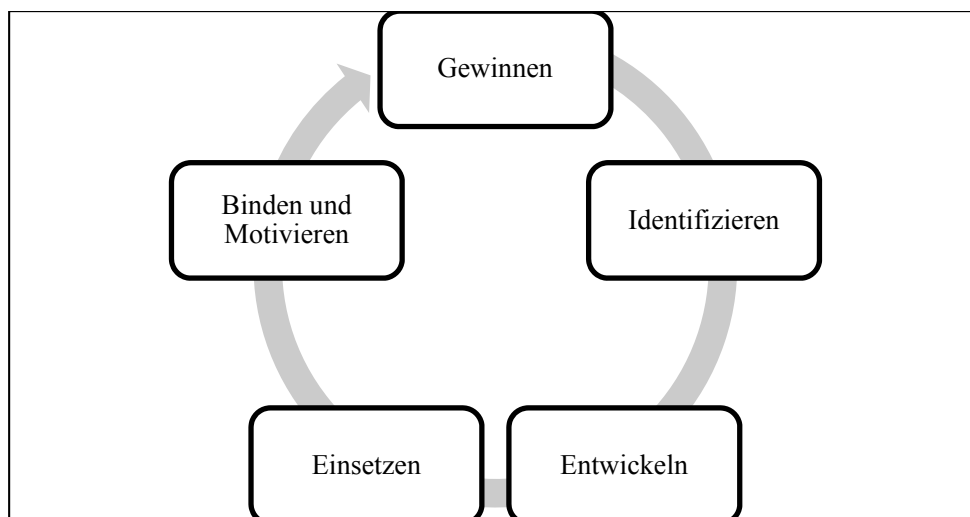 Gewinnen
Identifizieren
Entwickeln
Einsetzen
Binden und
Motivieren